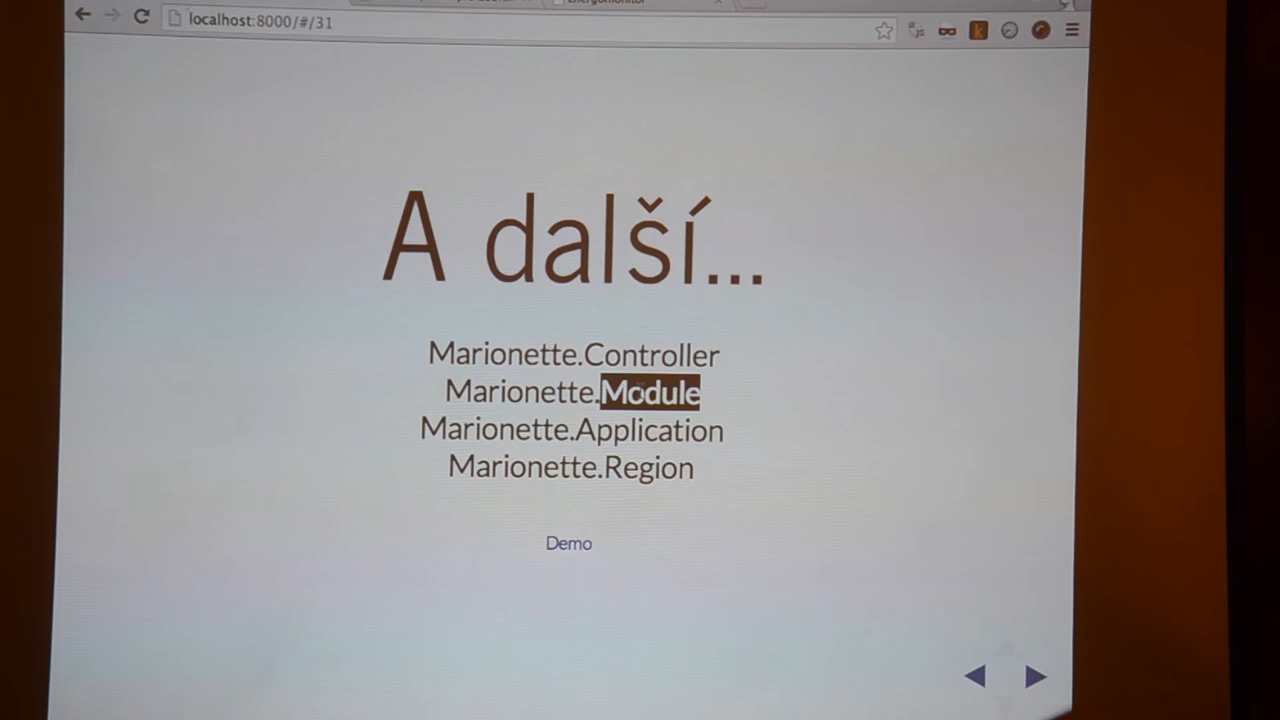 localhost:8000/#/31
A další...
Marionette.Controller
Marionette.Module
Marionette.Application
Marionette.Region
Demo